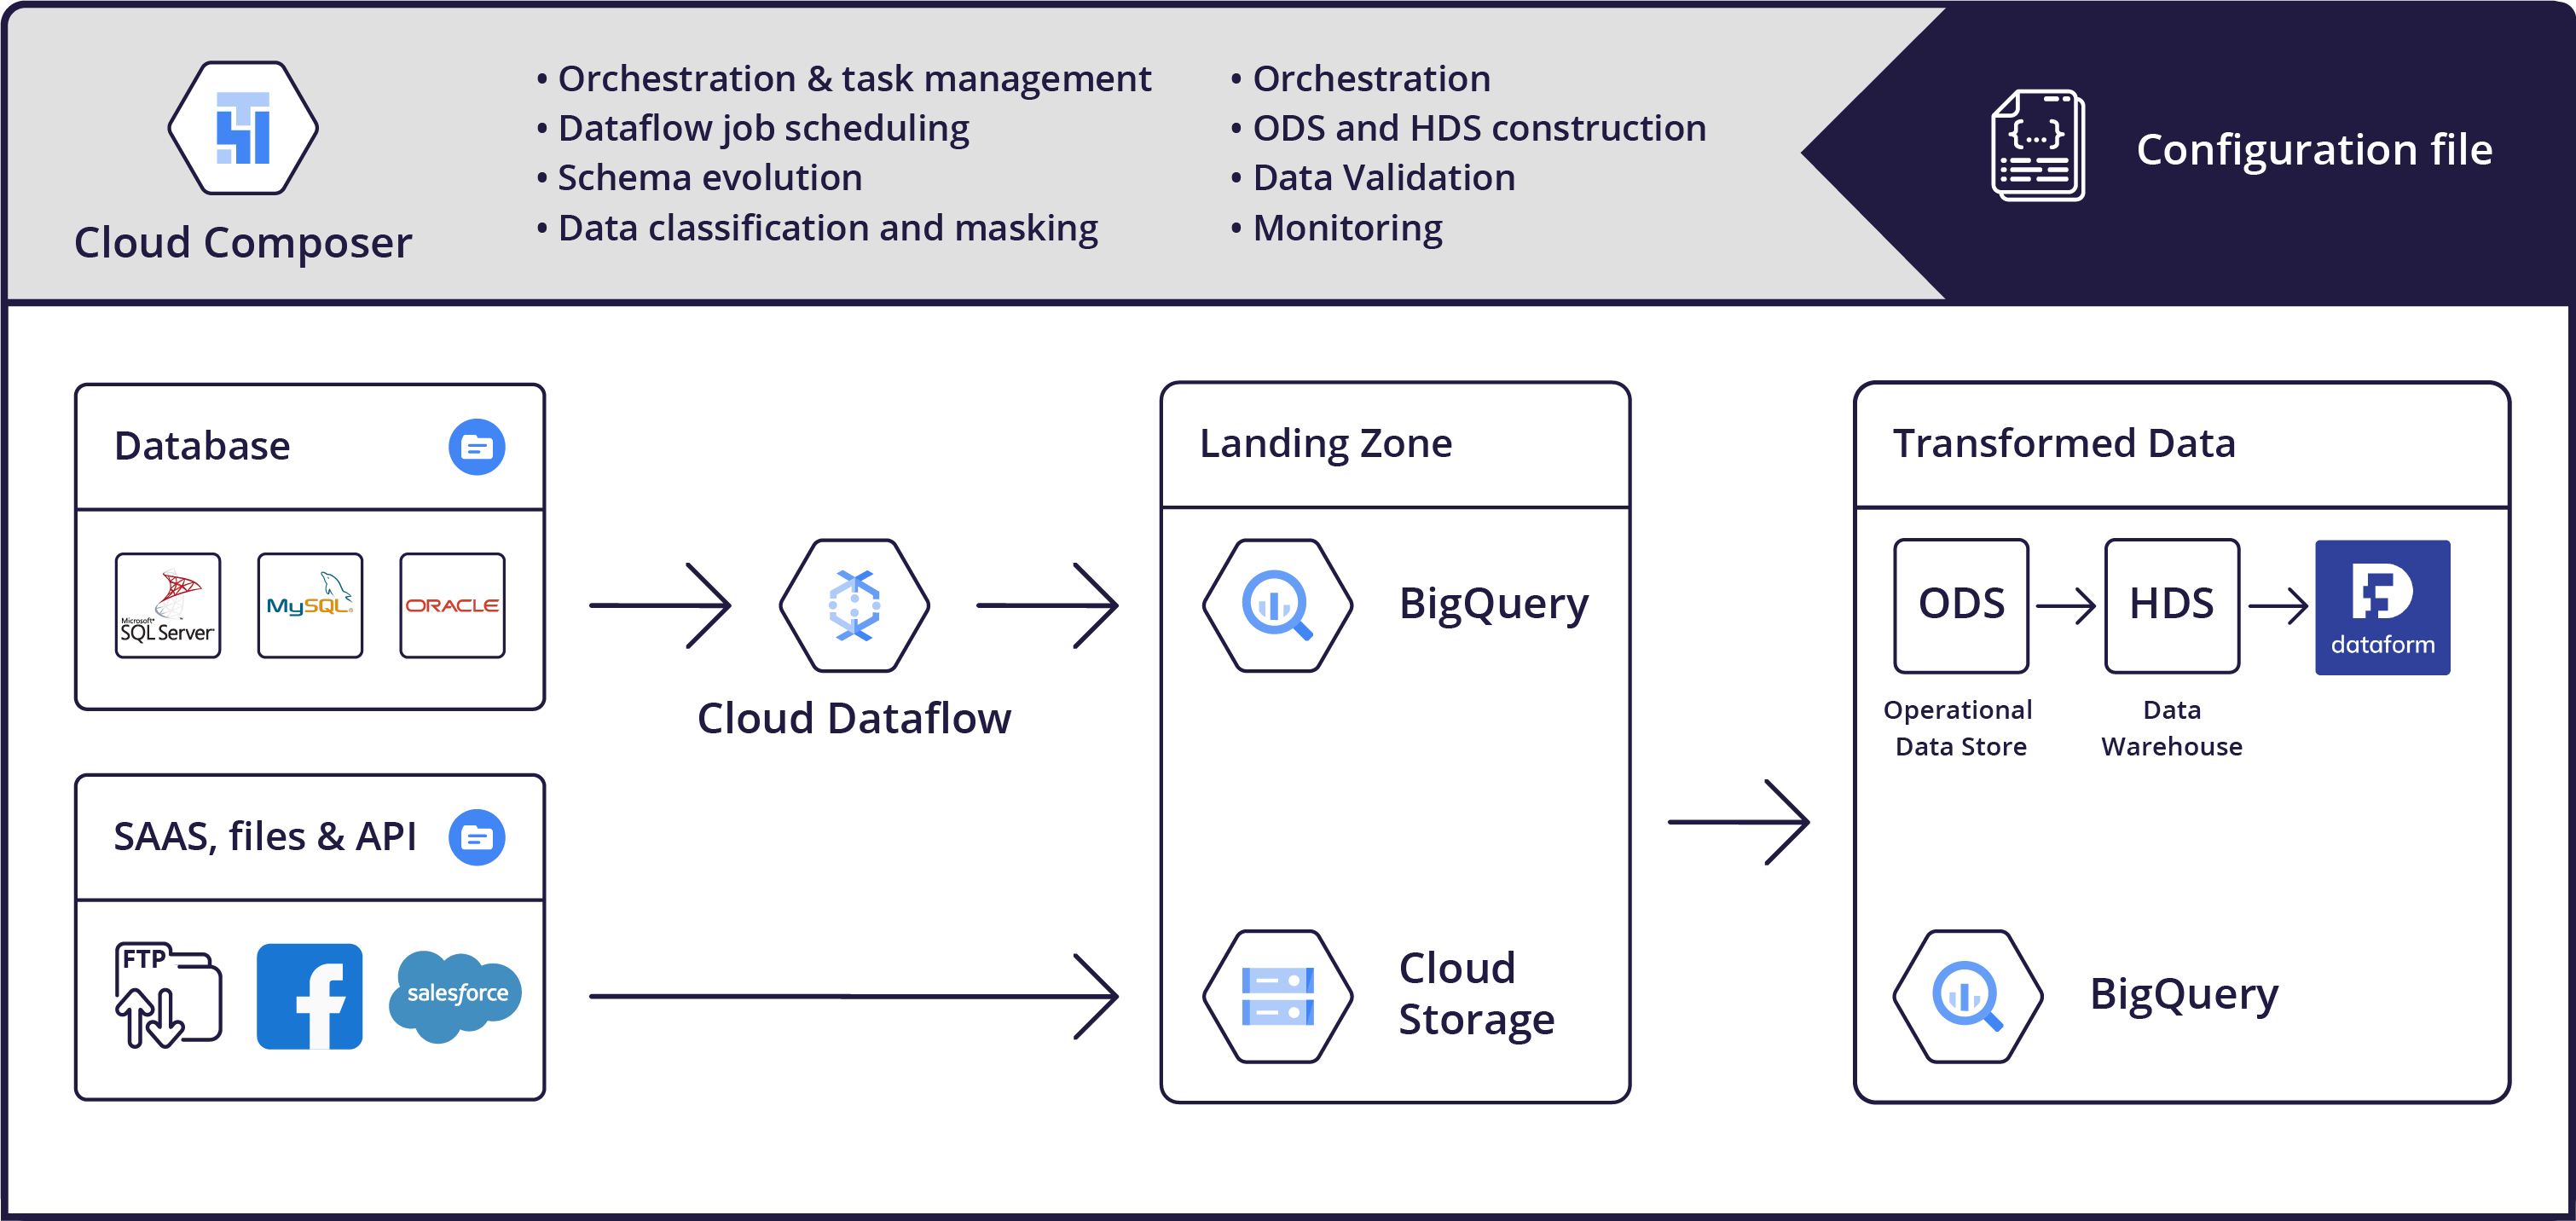 Cloud Composer
• Orchestration & task management
• Dataflow job scheduling
• Schema evolution
• Data classification and masking
• Orchestration
• ODS and HDS construction
• Data Validation
• Monitoring
{...}
Configuration file
Database
Microsoft®
SQL Server®
MySQL®
ORACLE
SAAS, files & API
FTP
f
salesforce
Cloud Dataflow
Landing Zone
BigQuery
Cloud
Storage
Transformed Data
ODS
HDS
dataform
Operational
Data Store
Data
Warehouse
BigQuery